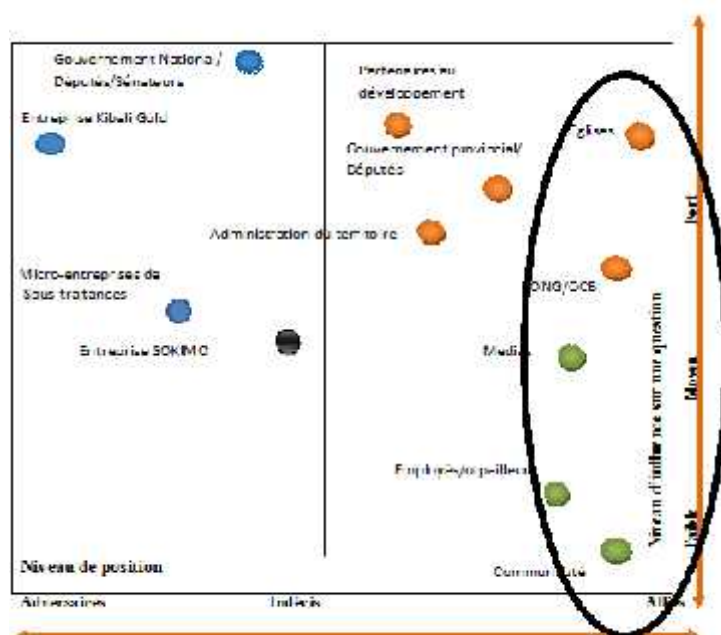 Gouvernement National/
Députés/Sénateurs
Partenaires au
développement
Entreprise Kibali Gold
Eglises
Gouvernement provincial/
Députés
Fort
Administration du territoire
Micro-entreprises de
Sous-traitances
ONG/OCB
Entreprise SOKIMO
Medias
Moyen
Niveau d'influence sur une question
Employés/orpailleur
Faible
Niveau de position
Communauté
Adversaires
Indécis
Alliés